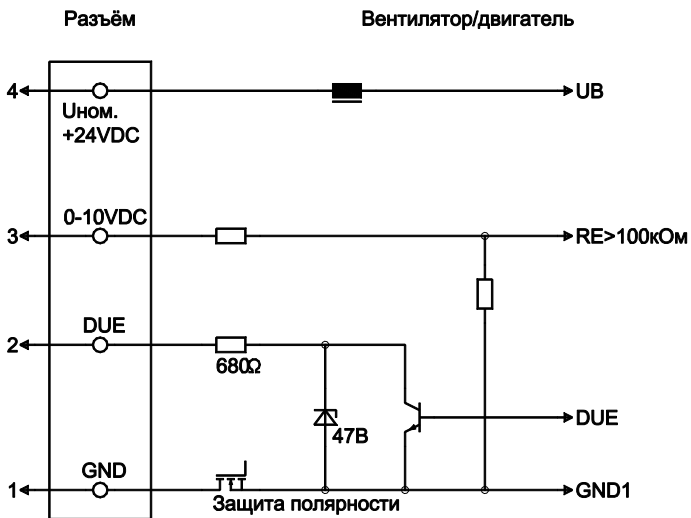 Разъём
Вентилятор/двигатель
4
Uном.
+24VDC
UB
0-10VDC
3
RE>100кОм
DUE
2
680Ω
47В
DUE
GND
1
GND1
Защита полярности